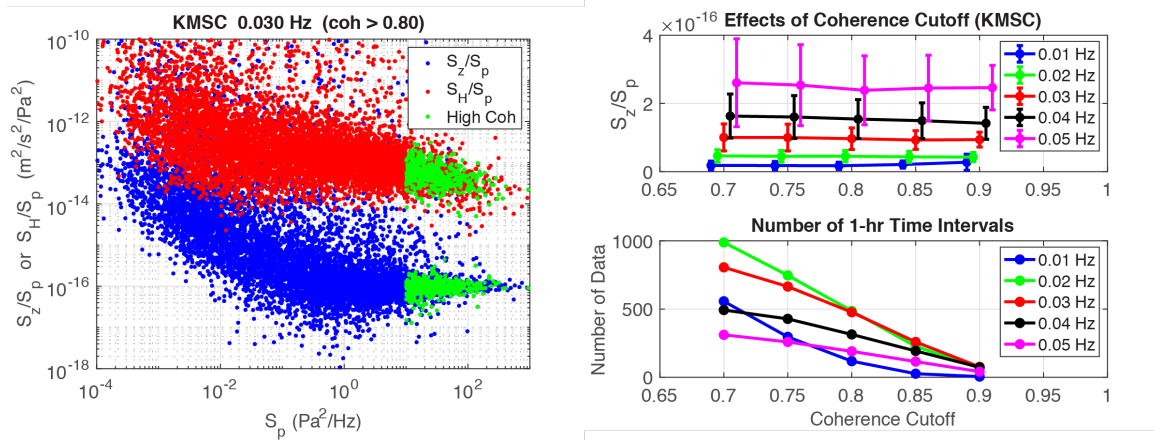 KMSC 0.030 Hz (coh > 0.80)
S_z/S_p or S_H/S_p (m^2/s^2/Pa^2)
10^-10
10^-12
10^-14
10^-16
10^-18
S_z/S_p
S_H/S_p
High Coh
10^-4
10^-2
10^0
10^2
S_p (Pa^2/Hz)
×10^-16
Effects of Coherence Cutoff (KMSC)
S_z/S_p
4
2
0
0.01 Hz
0.02 Hz
0.03 Hz
0.04 Hz
0.05 Hz
0.65 0.7 0.75 0.8 0.85 0.9 0.95 1
Number of 1-hr Time Intervals
Number of Data
1000
500
0
0.01 Hz
0.02 Hz
0.03 Hz
0.04 Hz
0.05 Hz
0.65 0.7 0.75 0.8 0.85 0.9 0.95 1
Coherence Cutoff